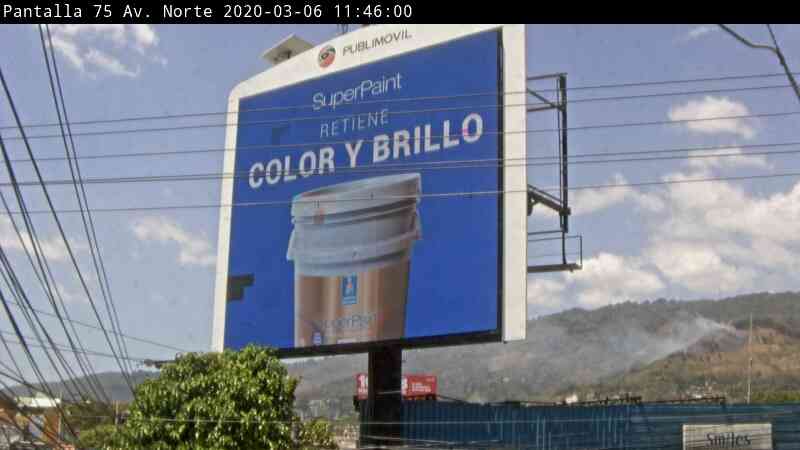 Pantalla 75 Av. Norte 2020-03-06 11:46:00
PUBLIMOVIL
SuperPaint
RETIENE
COLOR Y BRILLO
SuperPaint
Smiles